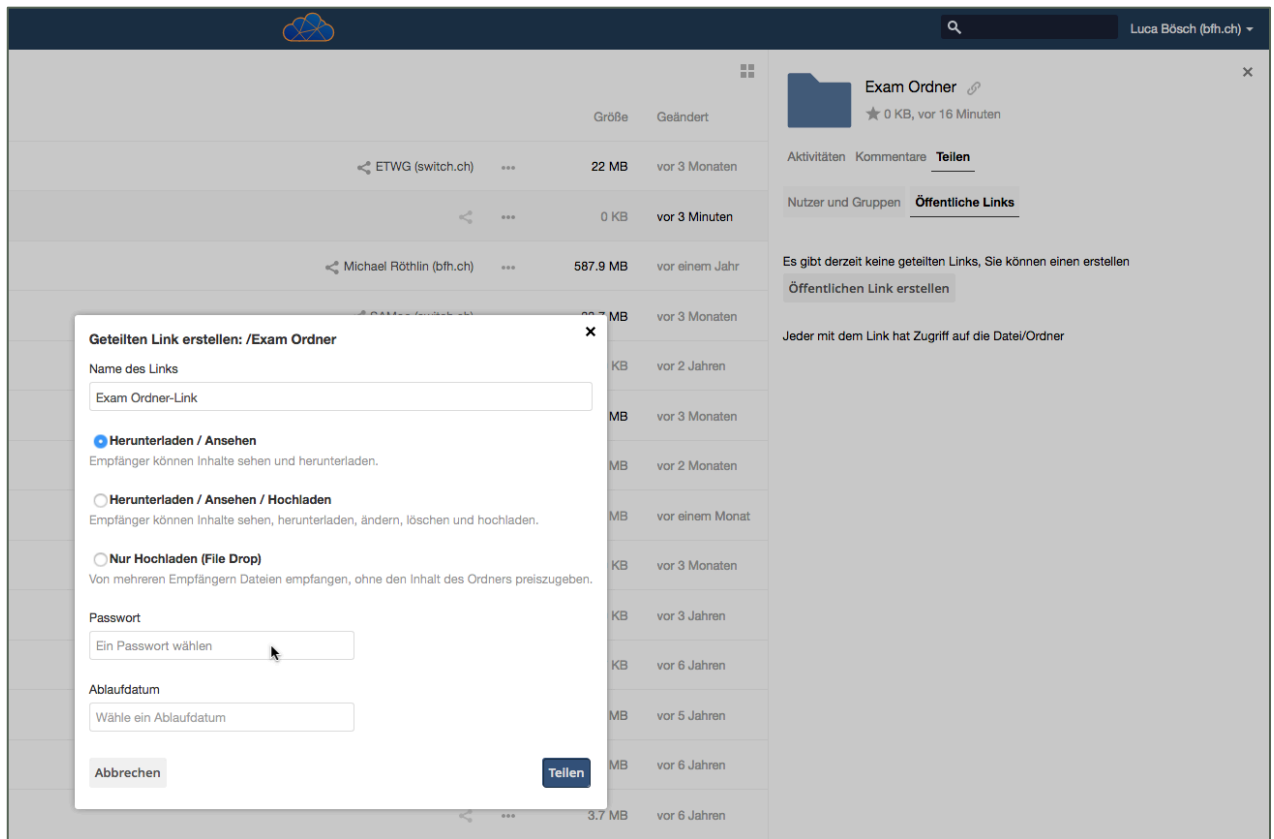 Luca Bösch (bfh.ch)
Größe Geändert
ETWG (switch.ch) ••• 22 MB vor 3 Monaten
••• 0 KB vor 3 Minuten
Michael Röthlin (bfh.ch) ••• 587.9 MB vor einem Jahr
MB vor 3 Monaten
KB vor 2 Jahren
MB vor 3 Monaten
MB vor 2 Monaten
MB vor einem Monat
KB vor 3 Monaten
KB vor 3 Jahren
KB vor 6 Jahren
MB vor 5 Jahren
MB vor 6 Jahren
••• 3.7 MB vor 6 Jahren
Geteilten Link erstellen: /Exam Ordner
Name des Links
Exam Ordner-Link
Herunterladen / Ansehen
Empfänger können Inhalte sehen und herunterladen.
Herunterladen / Ansehen / Hochladen
Empfänger können Inhalte sehen, herunterladen, ändern, löschen und hochladen.
Nur Hochladen (File Drop)
Von mehreren Empfängern Dateien empfangen, ohne den Inhalt des Ordners preiszugeben.
Passwort
Ein Passwort wählen
Ablaufdatum
Wähle ein Ablaufdatum
Abbrechen Teilen
Exam Ordner
0 KB, vor 16 Minuten
Aktivitäten Kommentare Teilen
Nutzer und Gruppen Öffentliche Links
Es gibt derzeit keine geteilten Links, Sie können einen erstellen
Öffentlichen Link erstellen
Jeder mit dem Link hat Zugriff auf die Datei/Ordner